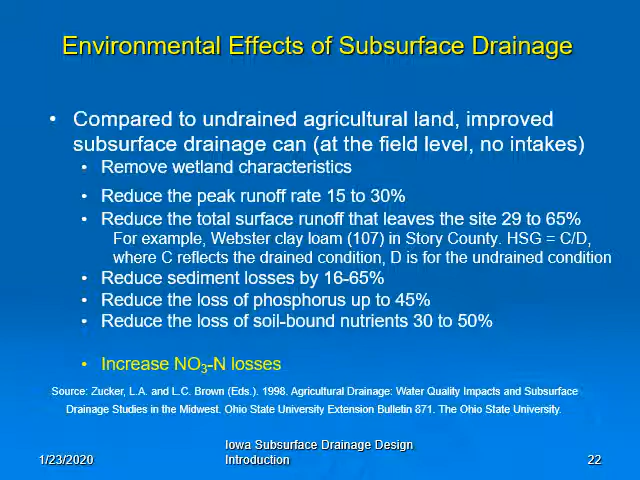 Environmental Effects of Subsurface Drainage
• Compared to undrained agricultural land, improved
subsurface drainage can (at the field level, no intakes)
• Remove wetland characteristics
• Reduce the peak runoff rate 15 to 30%
• Reduce the total surface runoff that leaves the site 29 to 65%
For example, Webster clay loam (107) in Story County. HSG = C/D,
where C reflects the drained condition, D is for the undrained condition
• Reduce sediment losses by 16-65%
• Reduce the loss of phosphorus up to 45%
• Reduce the loss of soil-bound nutrients 30 to 50%
• Increase NO₃-N losses
Source: Zucker, L.A. and L.C. Brown (Eds.). 1998. Agricultural Drainage: Water Quality Impacts and Subsurface
Drainage Studies in the Midwest. Ohio State University Extension Bulletin 871. The Ohio State University.
1/23/2020
Iowa Subsurface Drainage Design
Introduction
22